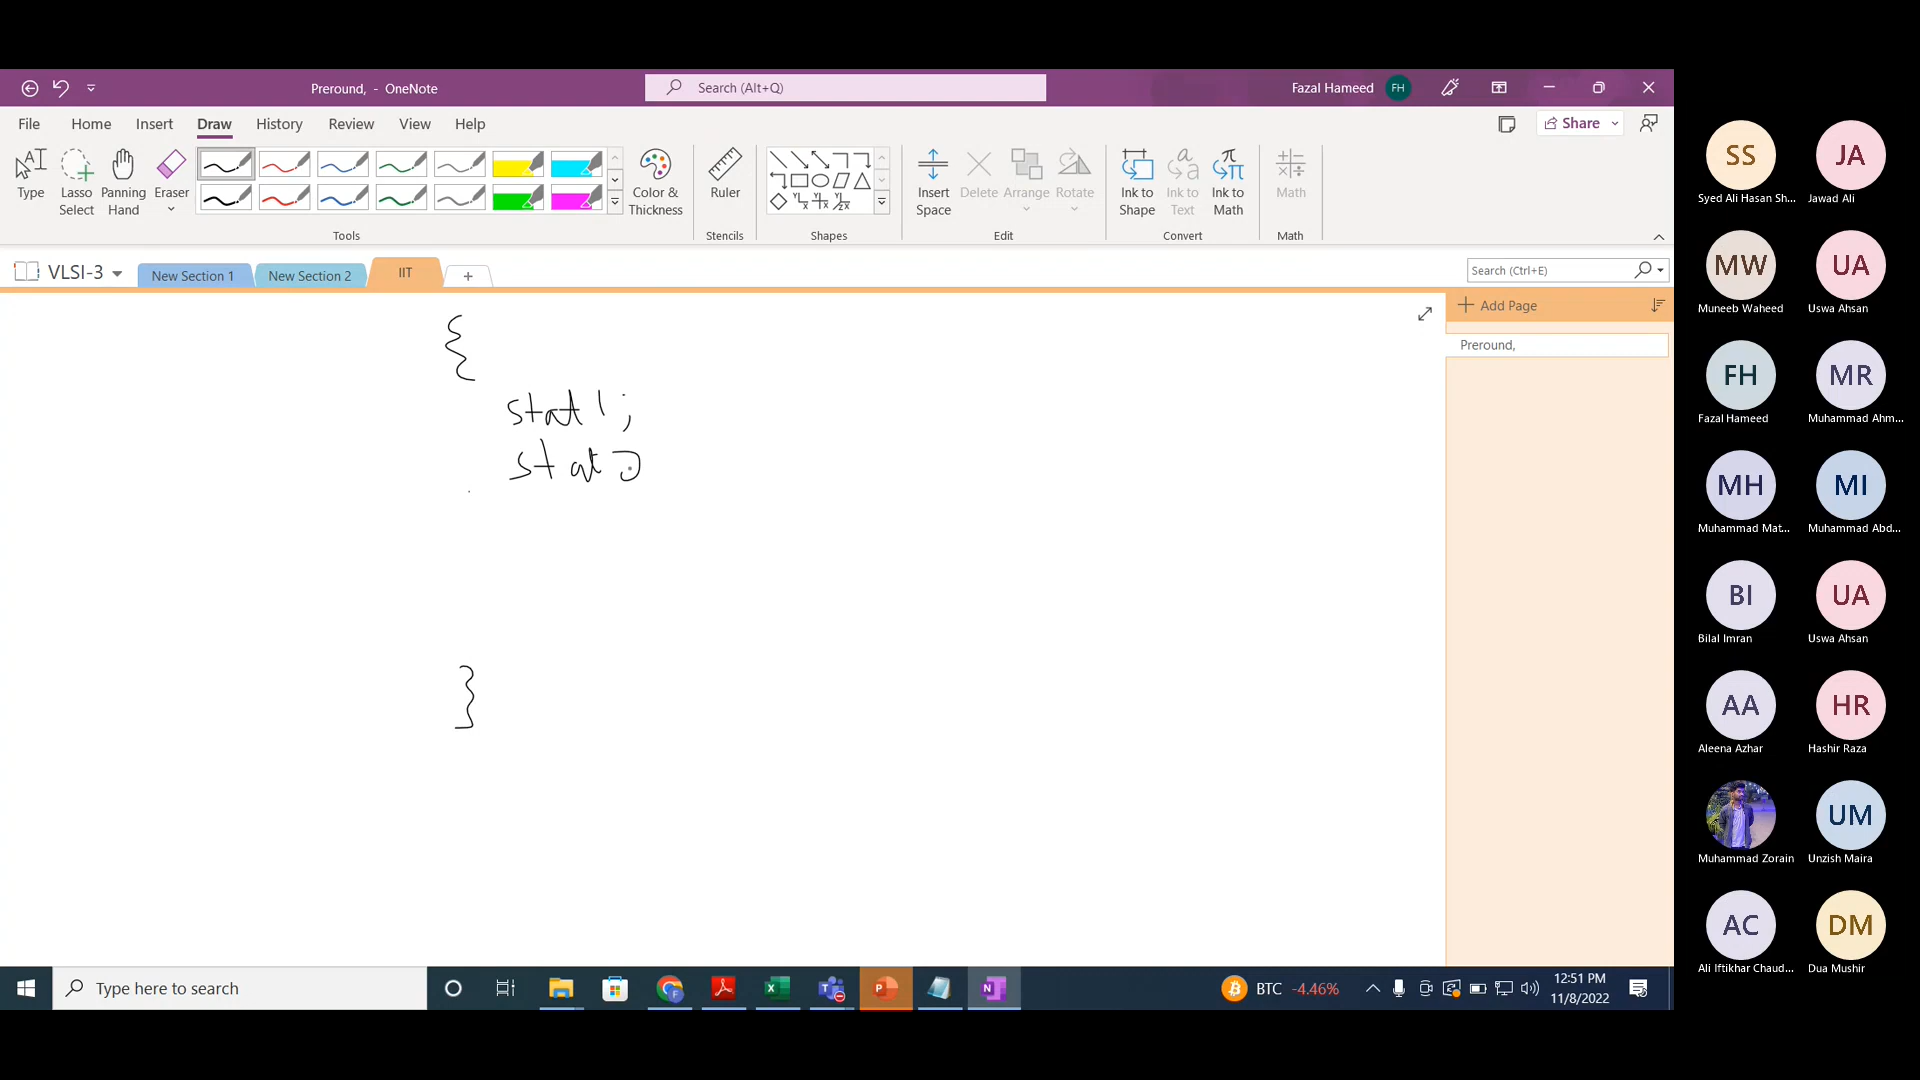 Preround, - OneNote
Search (Alt+Q)
Fazal Hameed FH
File Home Insert Draw History Review View Help
Share
Type
Lasso Select
Panning Hand
Eraser
Color & Thickness
Ruler
Insert Space
Delete
Arrange
Rotate
Ink to Shape
Ink to Text
Ink to Math
Math
Tools
Stencils
Shapes
Edit
Convert
Math
VLSI-3
New Section 1
New Section 2
IIT
+
Search (Ctrl+E)
Add Page
Preround,
{
stat 1 ;
stat 2
}
SS
Syed Ali Hasan Sh...
JA
Jawad Ali
MW
Muneeb Waheed
UA
Uswa Ahsan
FH
Fazal Hameed
MR
Muhammad Ahm...
MH
Muhammad Mat...
MI
Muhammad Abd...
BI
Bilal Imran
UA
Uswa Ahsan
AA
Aleena Azhar
HR
Hashir Raza
Muhammad Zorain
UM
Unzish Maira
AC
Ali Iftikhar Chaud...
DM
Dua Mushir
Type here to search
BTC -4.46%
12:51 PM
11/8/2022